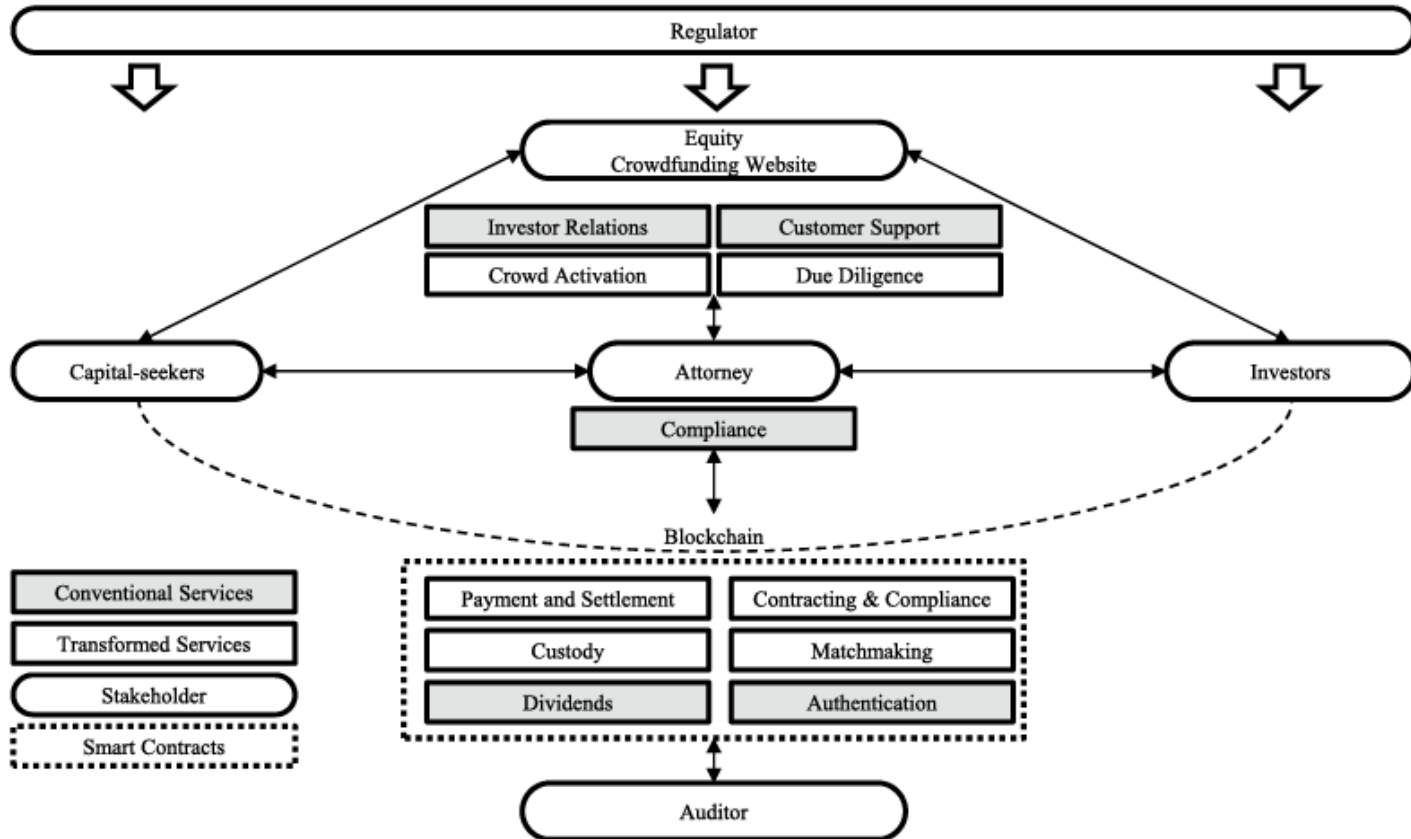 Regulator
Equity
Crowdfunding Website
Investor Relations
Customer Support
Crowd Activation
Due Diligence
Capital-seekers
Attorney
Investors
Compliance
Blockchain
Conventional Services
Transformed Services
Stakeholder
Smart Contracts
Payment and Settlement
Contracting & Compliance
Custody
Matchmaking
Dividends
Authentication
Auditor